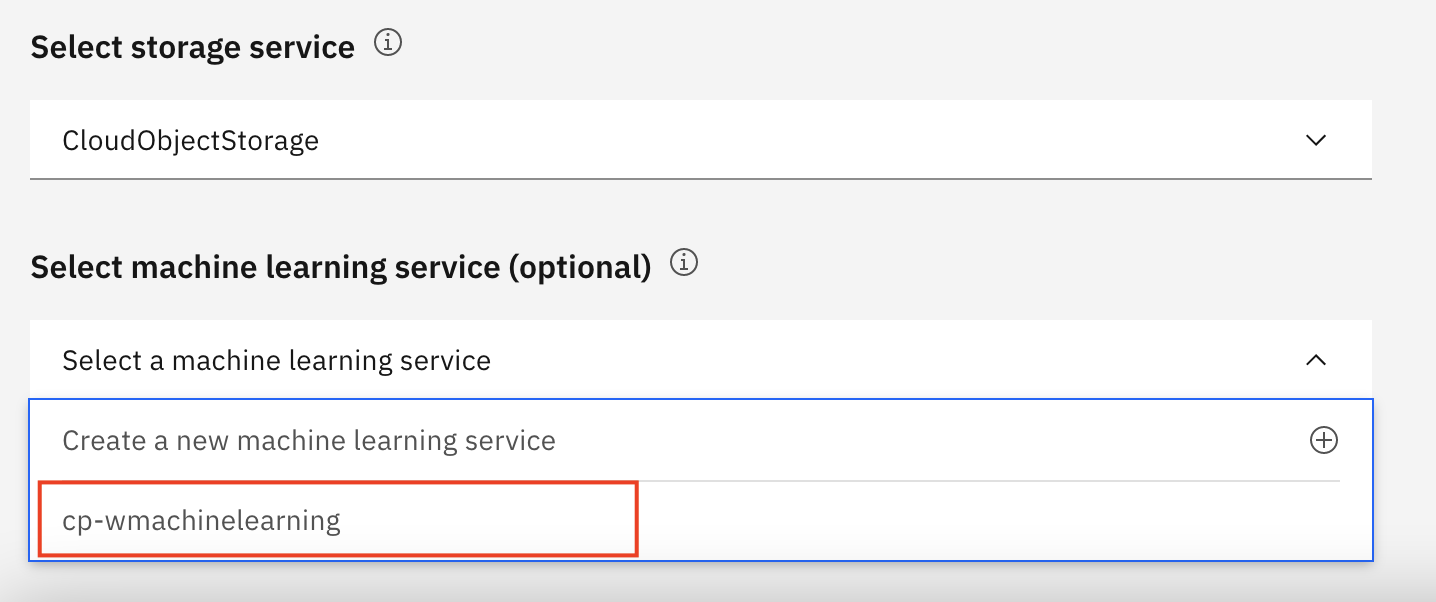 Select storage service
CloudObjectStorage
Select machine learning service (optional)
Select a machine learning service
Create a new machine learning service
cp-wmachinelearning